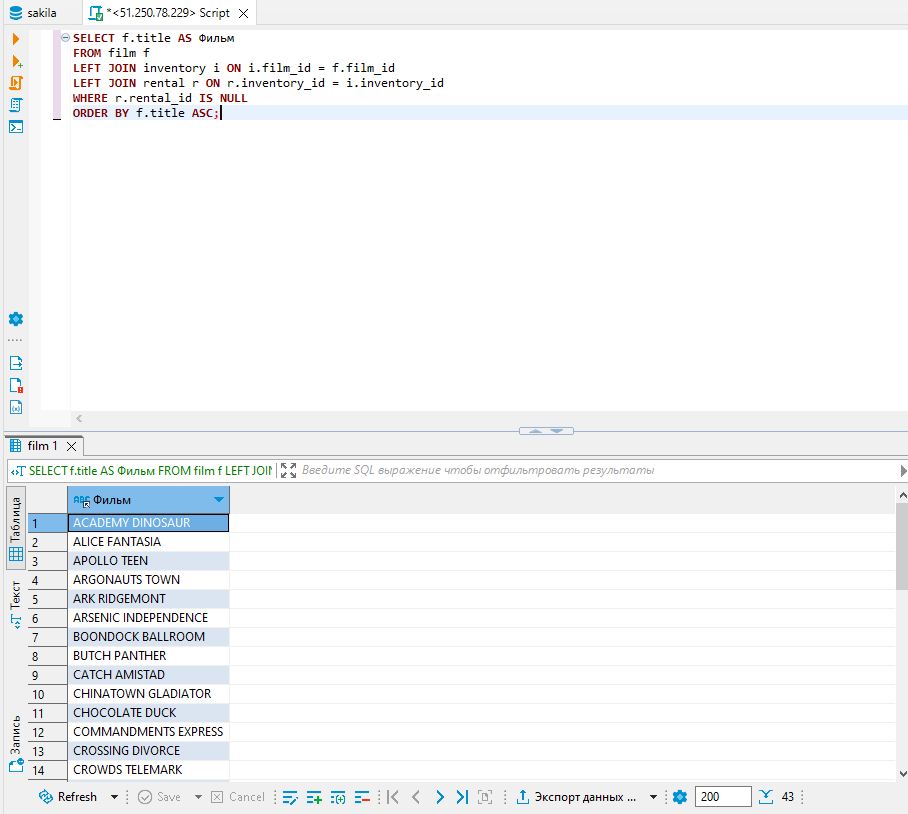 sakila
*<51.250.78.229> Script
SELECT f.title AS Фильм
FROM film f
LEFT JOIN inventory i ON i.film_id = f.film_id
LEFT JOIN rental r ON r.inventory_id = i.inventory_id
WHERE r.rental_id IS NULL
ORDER BY f.title ASC;
film 1
SELECT f.title AS Фильм FROM film f LEFT JOIN
Введите SQL выражение чтобы отфильтровать результаты
Таблица
Текст
Запись
ABC Фильм
1 ACADEMY DINOSAUR
2 ALICE FANTASIA
3 APOLLO TEEN
4 ARGONAUTS TOWN
5 ARK RIDGEMONT
6 ARSENIC INDEPENDENCE
7 BOONDOCK BALLROOM
8 BUTCH PANTHER
9 CATCH AMISTAD
10 CHINATOWN GLADIATOR
11 CHOCOLATE DUCK
12 COMMANDMENTS EXPRESS
13 CROSSING DIVORCE
14 CROWDS TELEMARK
Refresh Save Cancel Экспорт данных ... 200 43